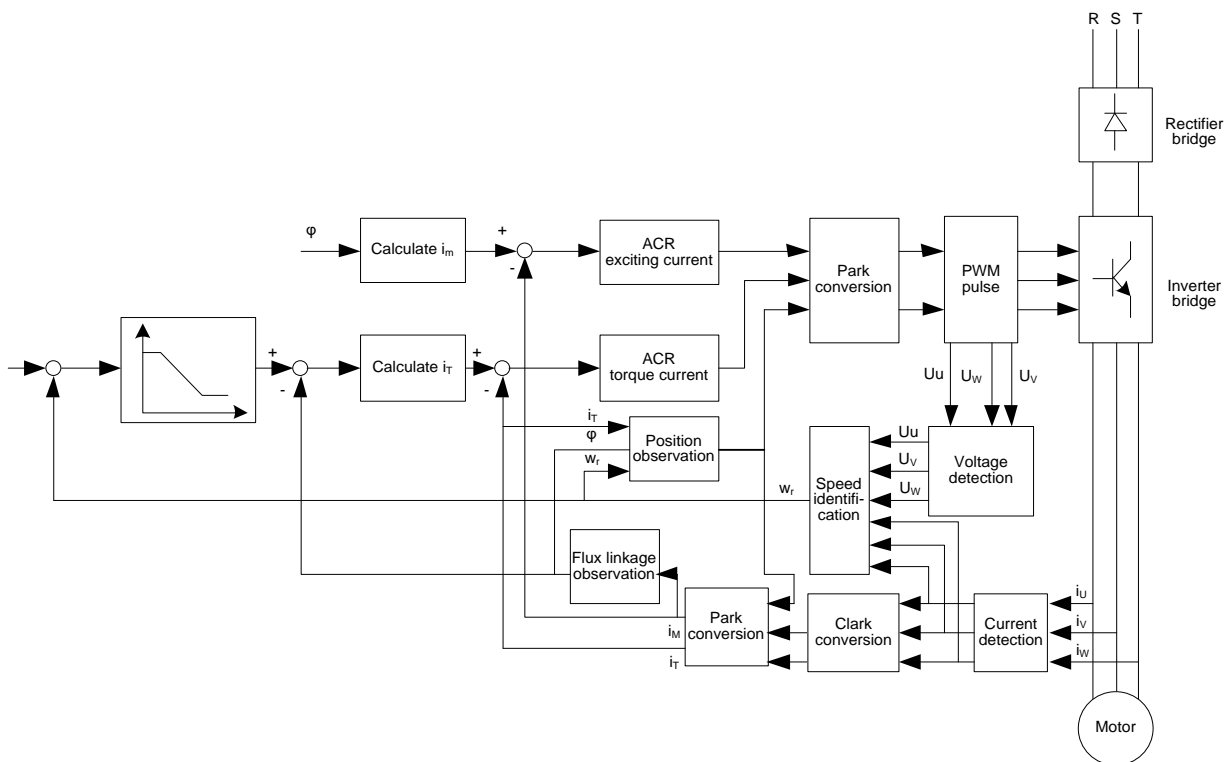 R S T
Rectifier
bridge
φ
Calculate im
+
-
ACR
exciting current
Park
conversion
PWM
pulse
Inverter
bridge
+
-
Calculate iT
+
-
ACR
torque current
Uu
UW
UV
iT
φ
wr
Position
observation
wr
Speed
identifi-
cation
Uu
UV
UW
Voltage
detection
Flux linkage
observation
iM
iT
Park
conversion
Clark
conversion
Current
detection
iU
iV
iW
Motor